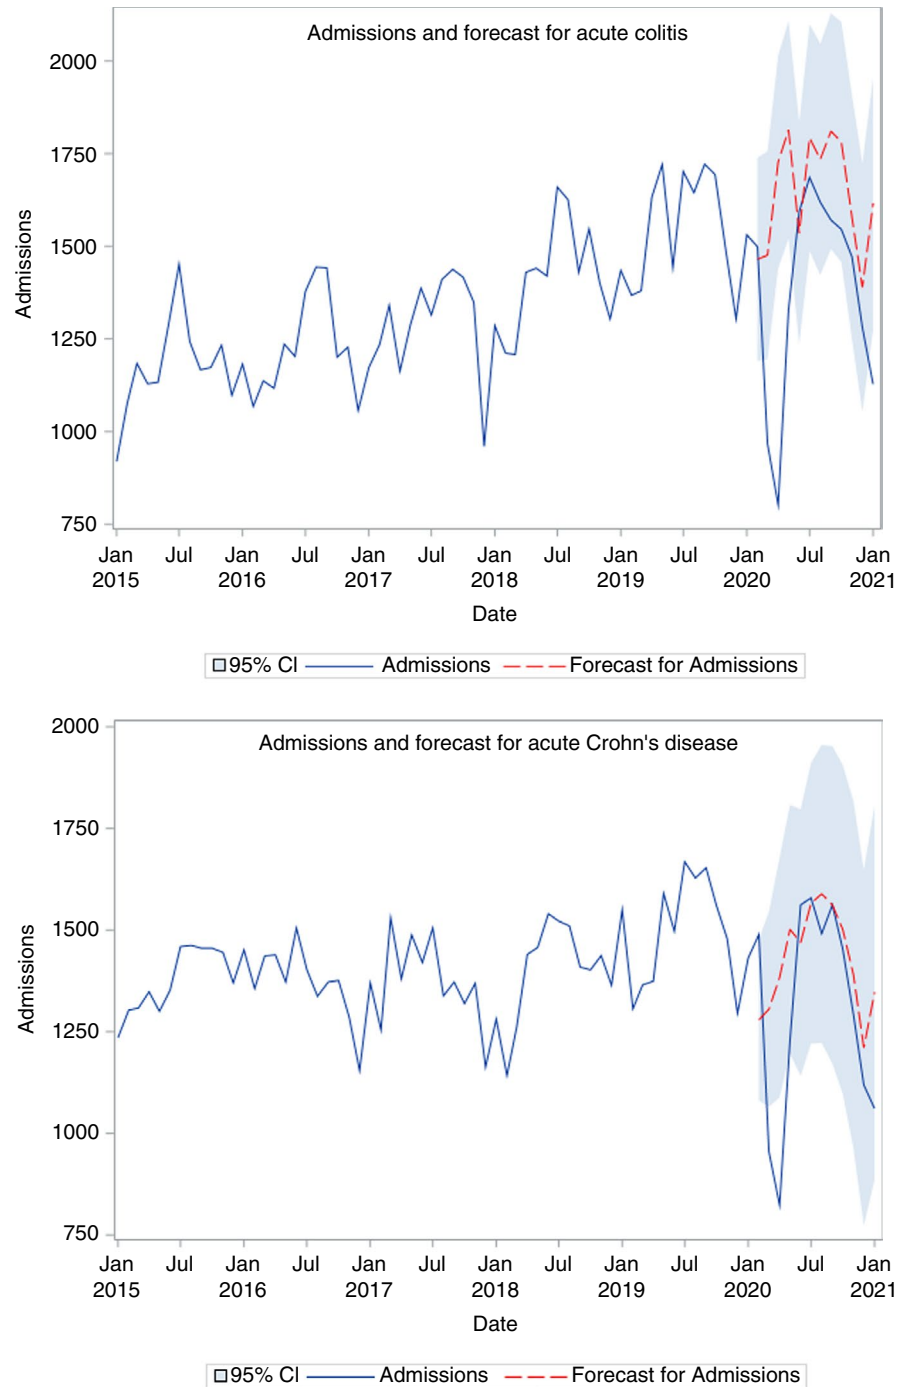 Admissions and forecast for acute colitis
2000
1750
1500
1250
1000
750
Admissions
Jan Jul Jan Jul Jan Jul Jan Jul Jan Jul Jan Jul Jan
2015 2016 2017 2018 2019 2020 2021
Date
95% CI Admissions Forecast for Admissions
Admissions and forecast for acute Crohn's disease
2000
1750
1500
1250
1000
750
Admissions
Jan Jul Jan Jul Jan Jul Jan Jul Jan Jul Jan Jul Jan
2015 2016 2017 2018 2019 2020 2021
Date
95% CI Admissions Forecast for Admissions